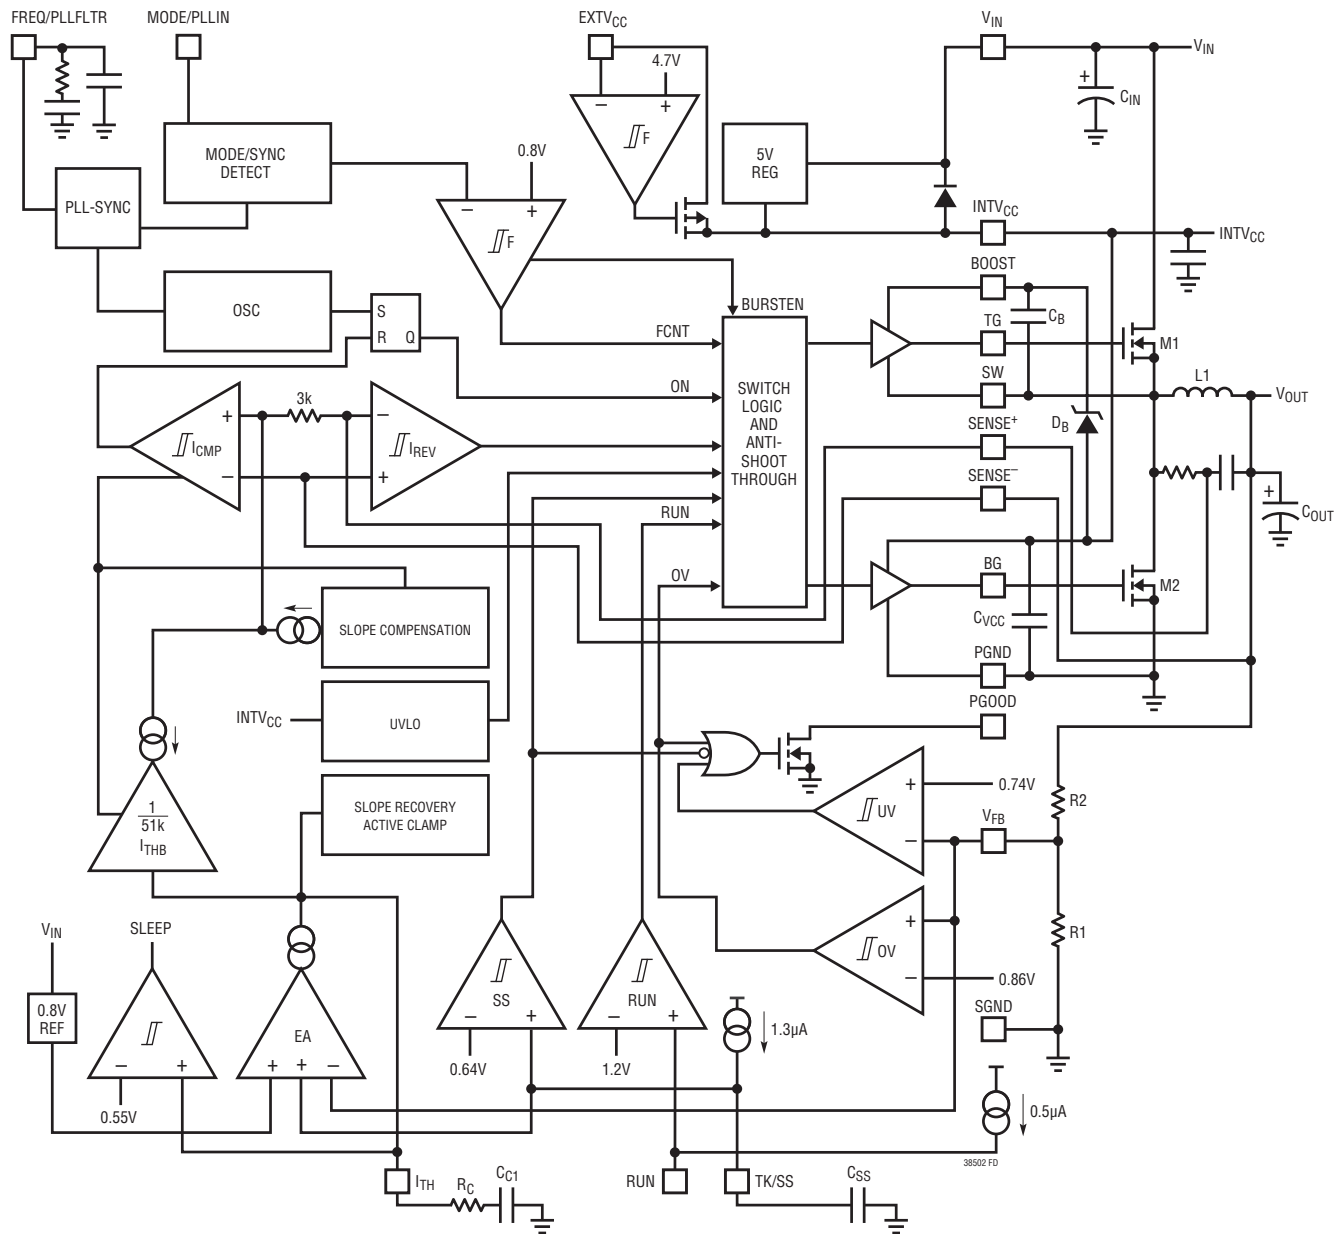 FREQ/PLLFLTR
MODE/PLLIN
EXTVCC
VIN
VIN
4.7V
+
CIN
− +
F
MODE/SYNC
DETECT
0.8V
5V
REG
PLL-SYNC
− +
F
INTVCC
INTVCC
BOOST
OSC
S
R Q
BURSTEN
CB
FCNT
TG
M1
SW
L1
VOUT
3k
ON
SWITCH
LOGIC
AND
ANTI-
SHOOT
THROUGH
+
−
ICMP
−
+
IREV
SENSE+
DB
SENSE−
+
COUT
RUN
OV
BG
M2
CVCC
SLOPE COMPENSATION
PGND
INTVCC
UVLO
PGOOD
SLOPE RECOVERY
ACTIVE CLAMP
1
51k
ITHB
+
−
UV
0.74V
VFB
R2
VIN
SLEEP
+
−
OV
0.86V
R1
0.8V
REF
− +
EA
+ + −
SS
− +
RUN
− +
SGND
1.3µA
0.55V
0.64V
1.2V
0.5µA
38502 FD
ITH
RC
CC1
RUN
TK/SS
CSS